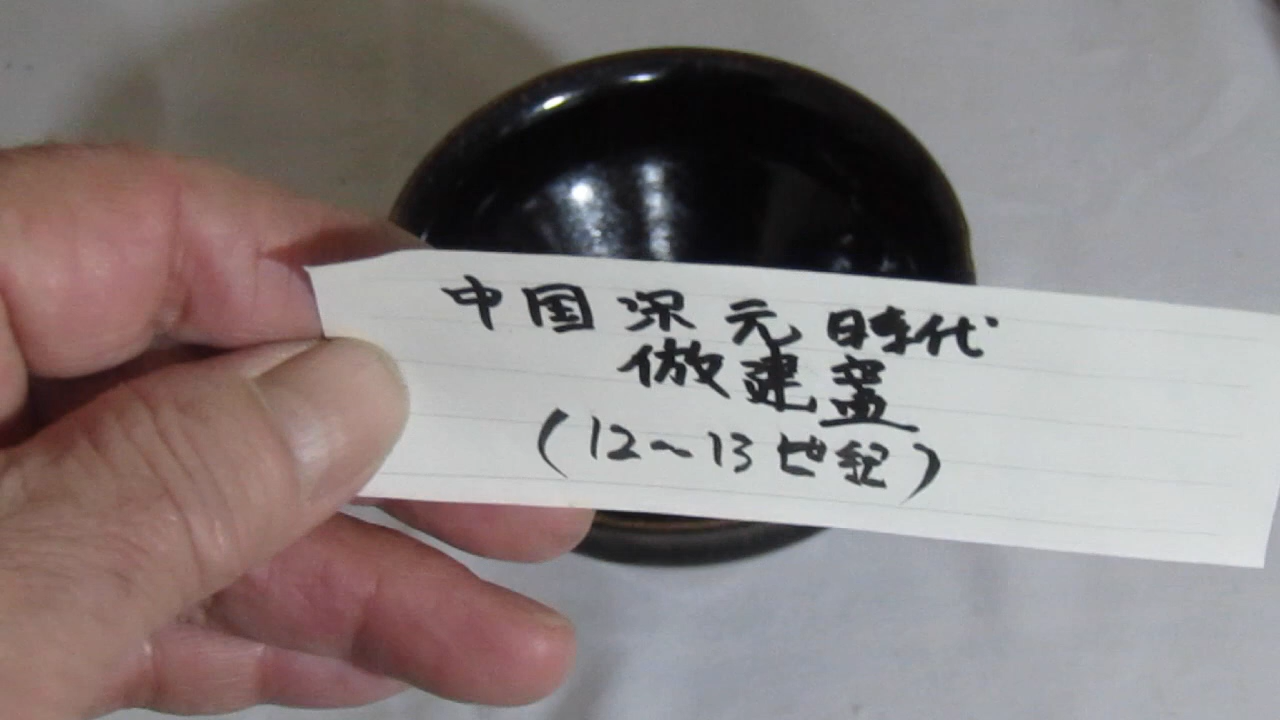 中国 宋 元 時代
倣建盞
(12~13世紀)